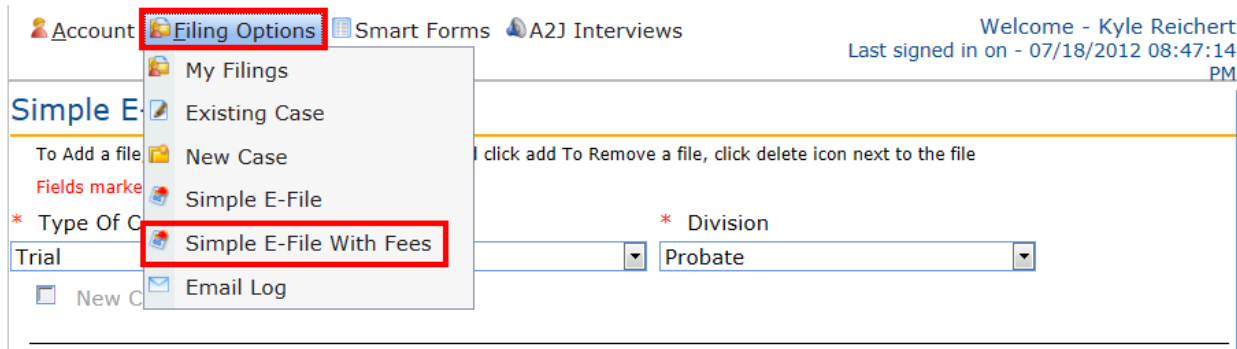 Account Filing Options Smart Forms A2J Interviews
Welcome - Kyle Reichert
Last signed in on - 07/18/2012 08:47:14
PM
My Filings
Existing Case
New Case
Simple E-File
Simple E-File With Fees
Email Log
Simple E-
To Add a file, click add To Remove a file, click delete icon next to the file
Fields marke
* Type Of C
* Division
Trial
Probate
New C